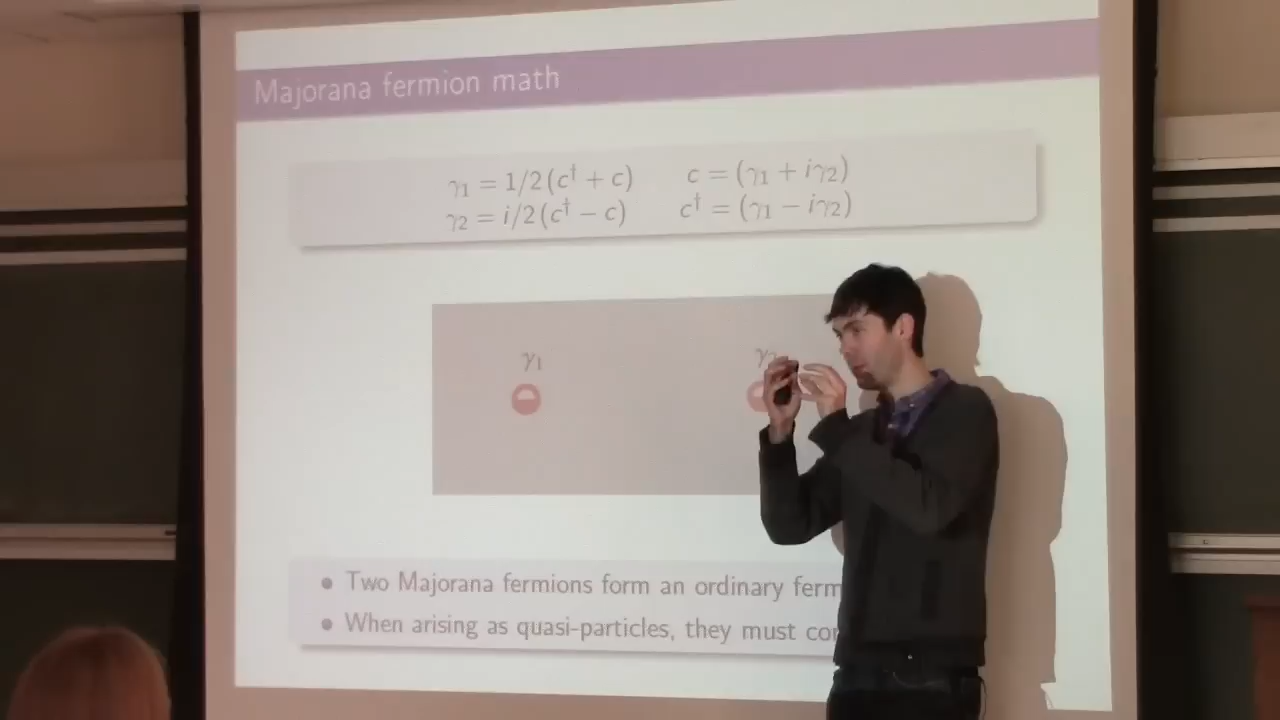 Majorana fermion math
γ₁ = 1/2(c† + c) c = (γ₁ + iγ₂)
γ₂ = i/2(c† − c) c† = (γ₁ − iγ₂)
γ₁ γ₂
• Two Majorana fermions form an ordinary ferm
• When arising as quasi-particles, they must co